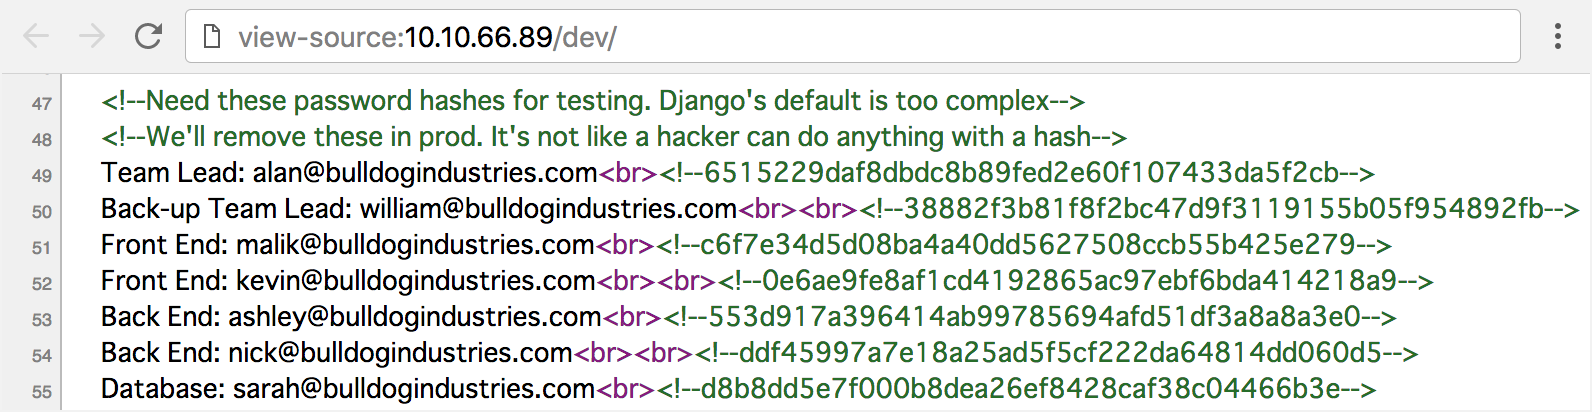 view-source:10.10.66.89/dev/
47 <!--Need these password hashes for testing. Django's default is too complex-->
48 <!--We'll remove these in prod. It's not like a hacker can do anything with a hash-->
49 Team Lead: alan@bulldogindustries.com<br><!--6515229daf8dbdc8b89fed2e60f107433da5f2cb-->
50 Back-up Team Lead: william@bulldogindustries.com<br><br><!--38882f3b81f8f2bc47d9f3119155b05f954892fb-->
51 Front End: malik@bulldogindustries.com<br><!--c6f7e34d5d08ba4a40dd5627508ccb55b425e279-->
52 Front End: kevin@bulldogindustries.com<br><br><!--0e6ae9fe8af1cd4192865ac97ebf6bda414218a9-->
53 Back End: ashley@bulldogindustries.com<br><!--553d917a396414ab99785694afd51df3a8a8a3e0-->
54 Back End: nick@bulldogindustries.com<br><br><!--ddf45997a7e18a25ad5f5cf222da64814dd060d5-->
55 Database: sarah@bulldogindustries.com<br><!--d8b8dd5e7f000b8dea26ef8428caf38c04466b3e-->